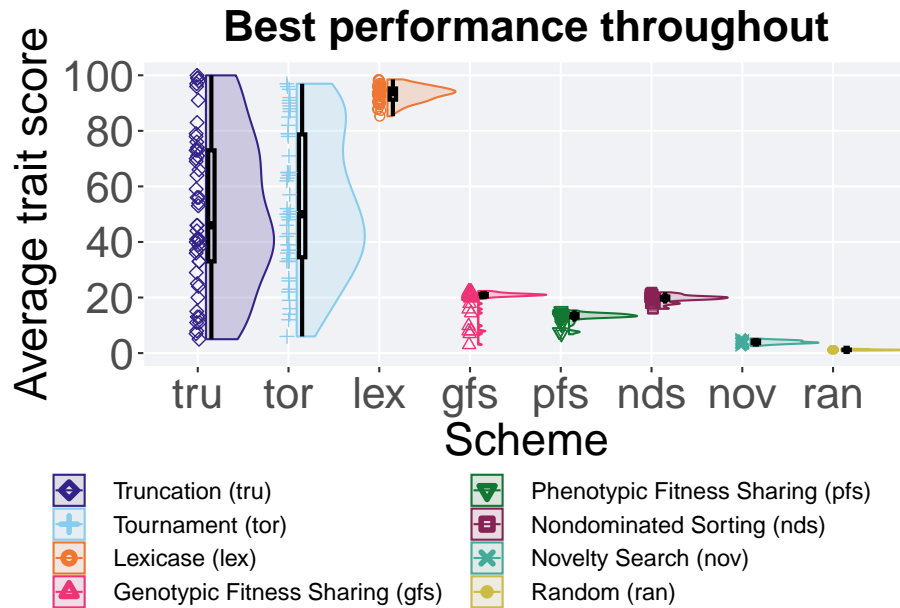 Best performance throughout
Average trait score
100
80
60
40
20
0
tru tor lex gfs pfs nds nov ran
Scheme
Truncation (tru)
Tournament (tor)
Lexicase (lex)
Genotypic Fitness Sharing (gfs)
Phenotypic Fitness Sharing (pfs)
Nondominated Sorting (nds)
Novelty Search (nov)
Random (ran)